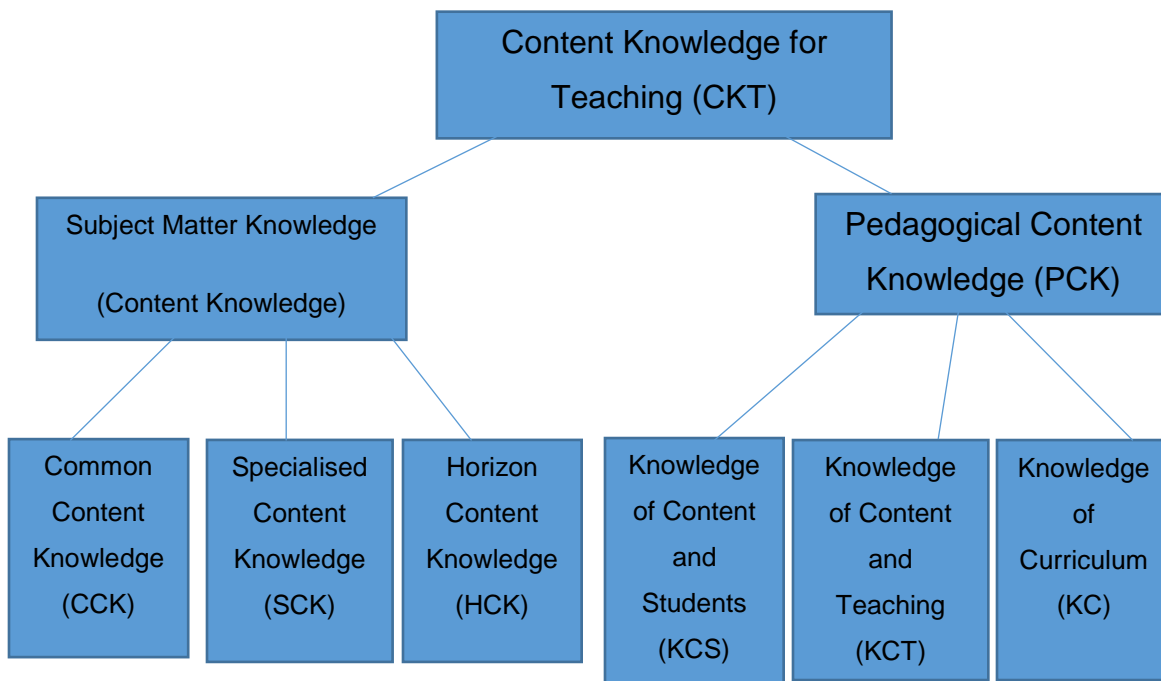 Content Knowledge for
Teaching (CKT)
Subject Matter Knowledge
(Content Knowledge)
Pedagogical Content
Knowledge (PCK)
Common
Content
Knowledge
(CCK)
Specialised
Content
Knowledge
(SCK)
Horizon
Content
Knowledge
(HCK)
Knowledge
of Content
and
Students
(KCS)
Knowledge
of Content
and
Teaching
(KCT)
Knowledge
of
Curriculum
(KC)